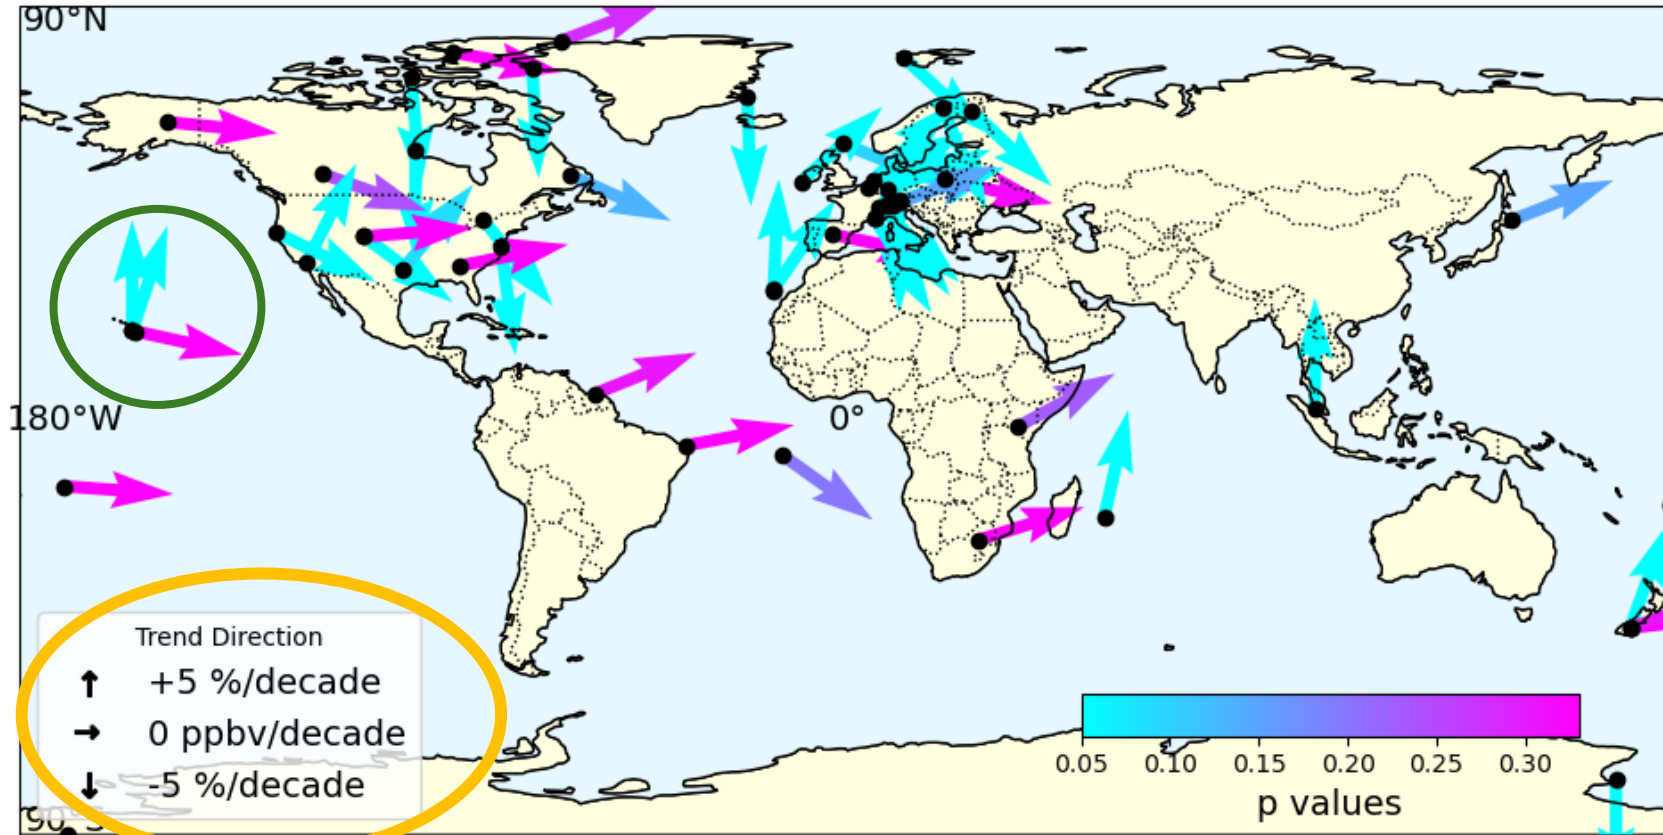 90°N
180°W
0°
Trend Direction
+5 %/decade
0 ppbv/decade
-5 %/decade
0.05 0.10 0.15 0.20 0.25 0.30
p values
90°S